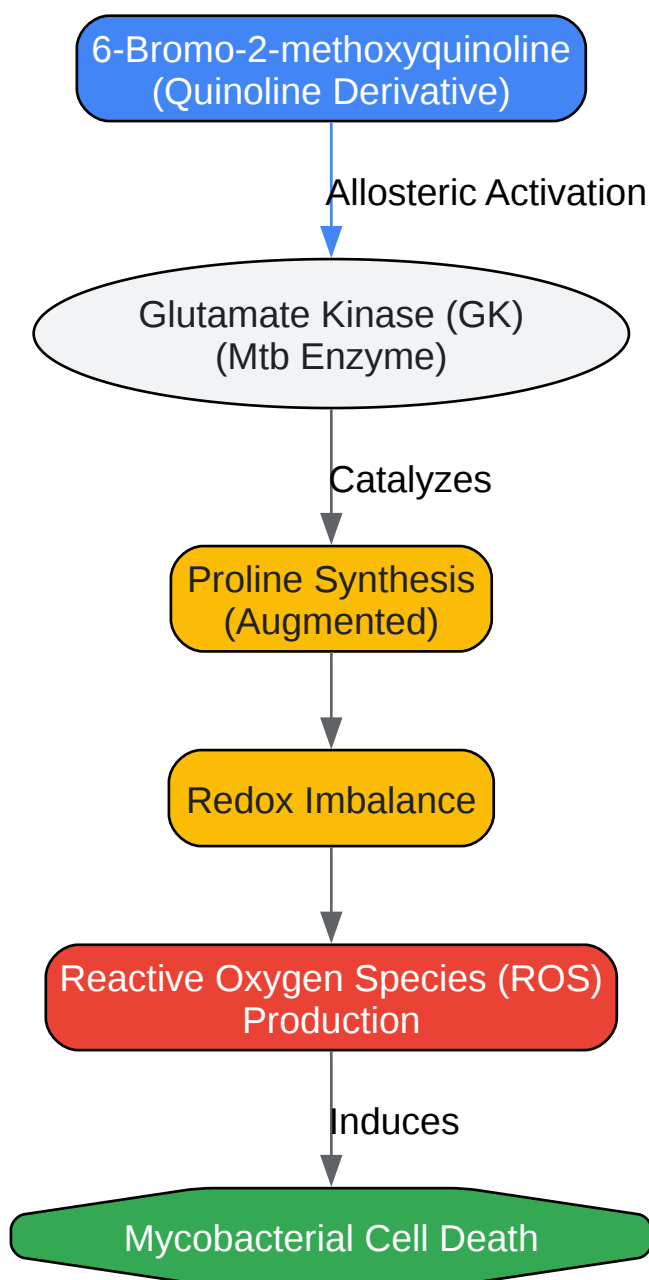 6-Bromo-2-methoxyquinoline
(Quinoline Derivative)
Allosteric Activation
Glutamate Kinase (GK)
(Mtb Enzyme)
Catalyzes
Proline Synthesis
(Augmented)
Redox Imbalance
Reactive Oxygen Species (ROS)
Production
Induces
Mycobacterial Cell Death